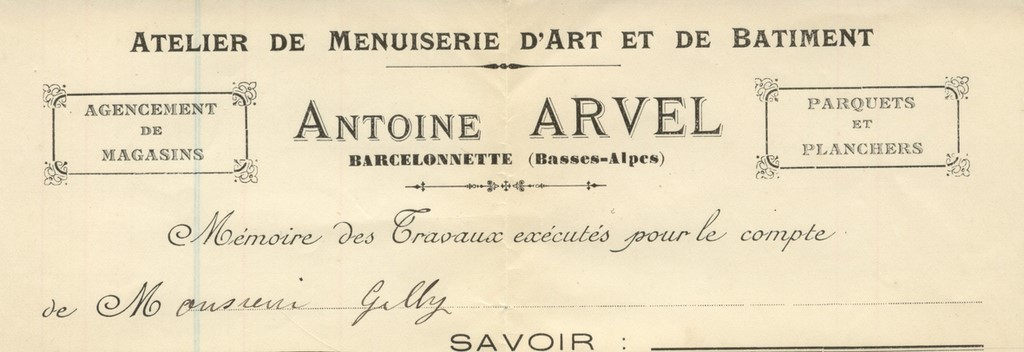 ATELIER DE MENUISERIE D'ART ET DE BATIMENT
AGENCEMENT
DE
MAGASINS
ANTOINE ARVEL
BARCELONNETTE (Basses-Alpes)
PARQUETS
ET
PLANCHERS
Mémoire des Travaux exécutés pour le compte
de Monsieur Gilly
SAVOIR :